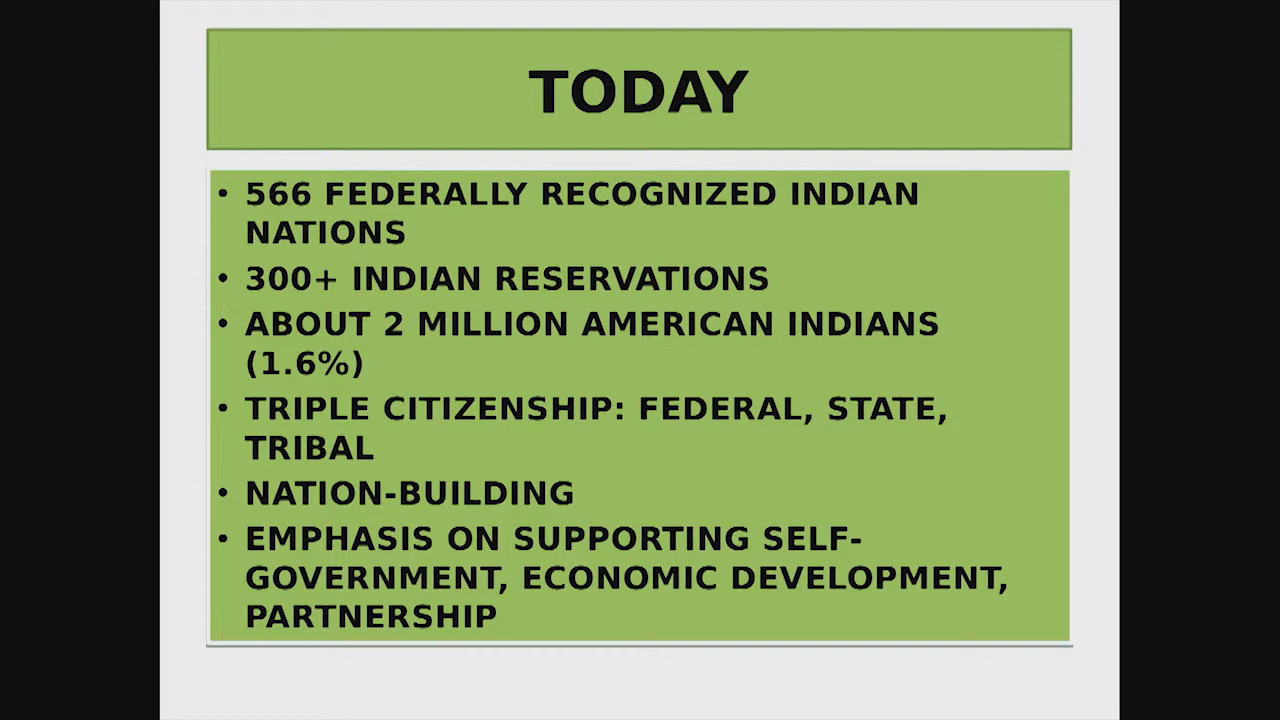 TODAY
• 566 FEDERALLY RECOGNIZED INDIAN
NATIONS
• 300+ INDIAN RESERVATIONS
• ABOUT 2 MILLION AMERICAN INDIANS
(1.6%)
• TRIPLE CITIZENSHIP: FEDERAL, STATE,
TRIBAL
• NATION-BUILDING
• EMPHASIS ON SUPPORTING SELF-
GOVERNMENT, ECONOMIC DEVELOPMENT,
PARTNERSHIP